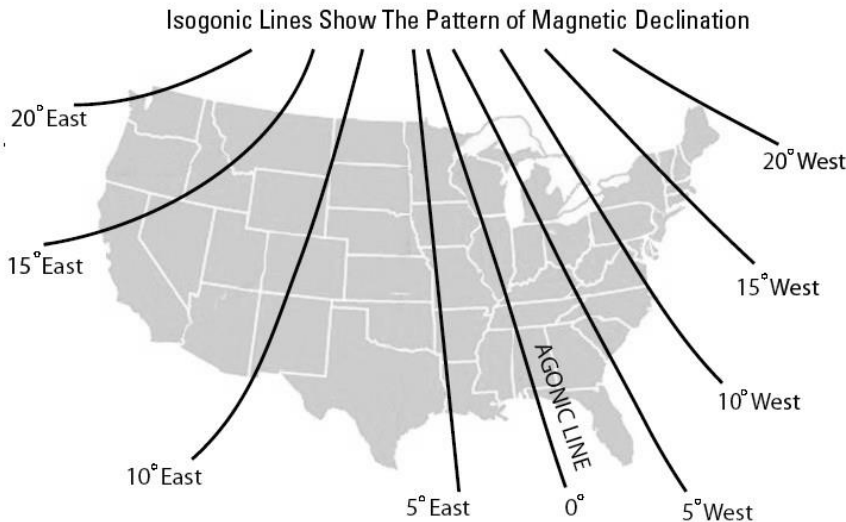 Isogonic Lines Show The Pattern of Magnetic Declination
20° East
20° West
15° East
15° West
AGONIC LINE
10° West
10° East
5° East
0°
5° West